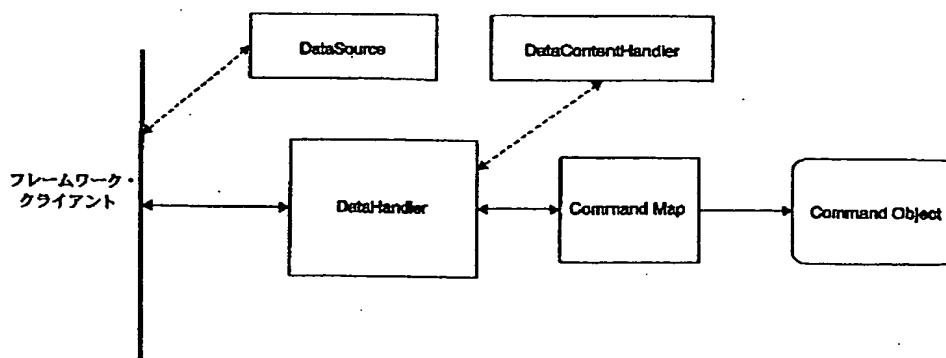 DataSource
DataContentHandler
フレームワーク・
クライアント
DataHandler
Command Map
Command Object